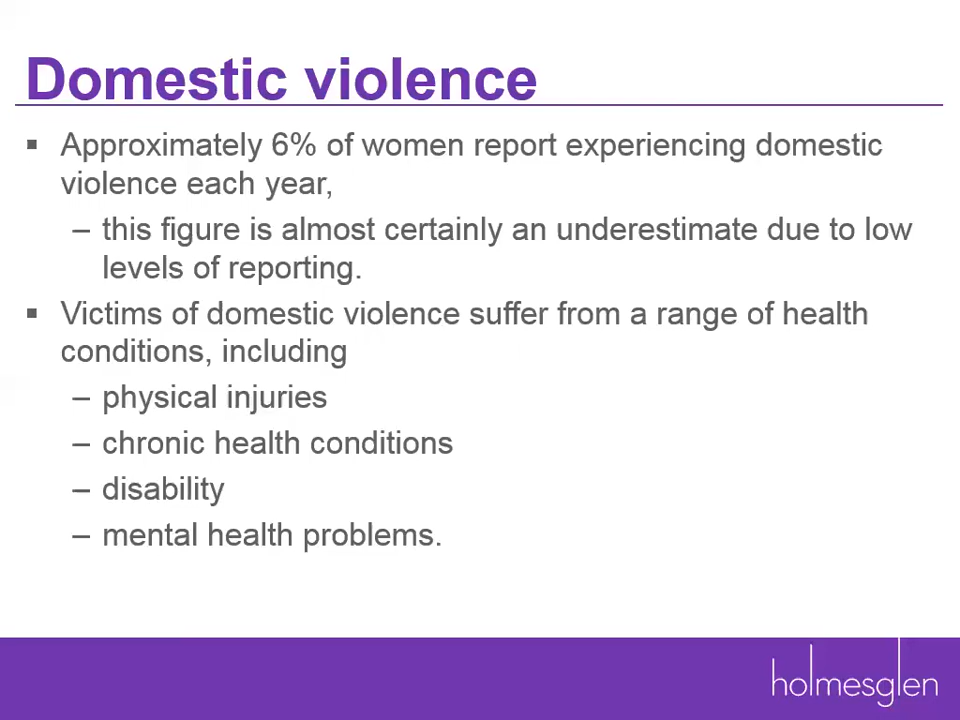 Domestic violence
▪ Approximately 6% of women report experiencing domestic
violence each year,
– this figure is almost certainly an underestimate due to low
levels of reporting.
▪ Victims of domestic violence suffer from a range of health
conditions, including
– physical injuries
– chronic health conditions
– disability
– mental health problems.
holmesglen